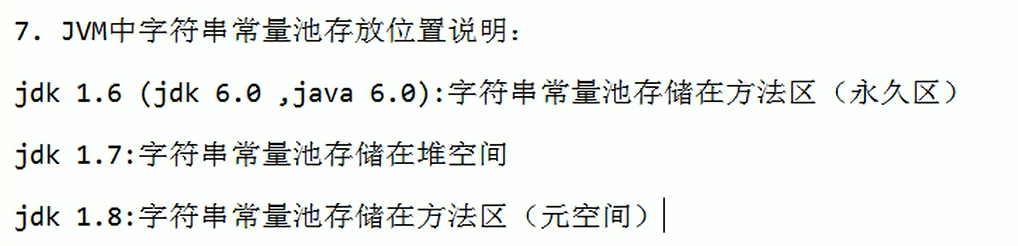 7. JVM中字符串常量池存放位置说明:
jdk 1.6 (jdk 6.0 ,java 6.0):字符串常量池存储在方法区（永久区）
jdk 1.7:字符串常量池存储在堆空间
jdk 1.8:字符串常量池存储在方法区（元空间）